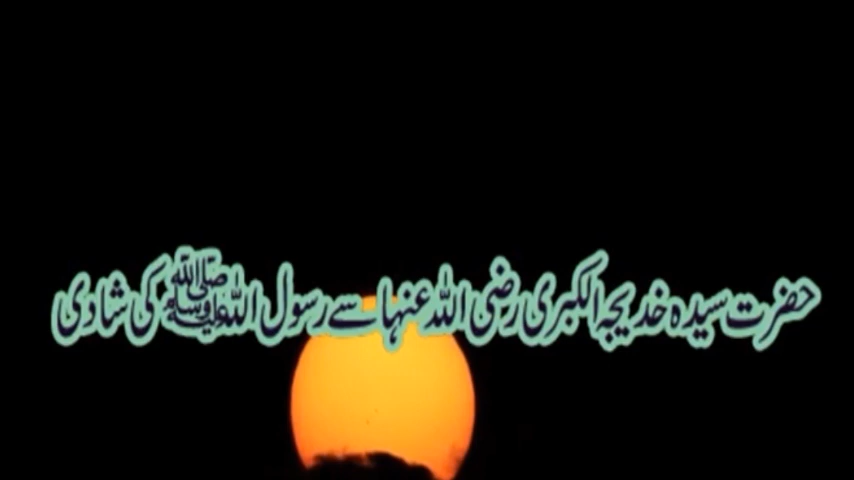 حضرت سیدہ خدیجہ الکبری رضی اللہ عنہا سے رسول اللہ ﷺ کی شادی